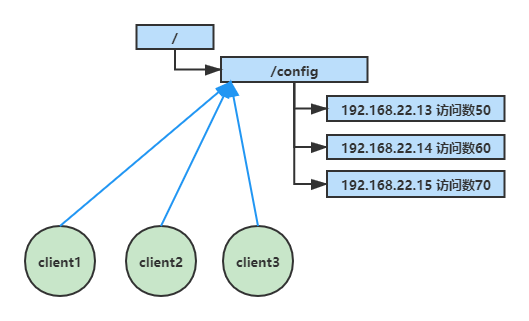 /
/config
192.168.22.13 访问数50
192.168.22.14 访问数60
192.168.22.15 访问数70
client1
client2
client3